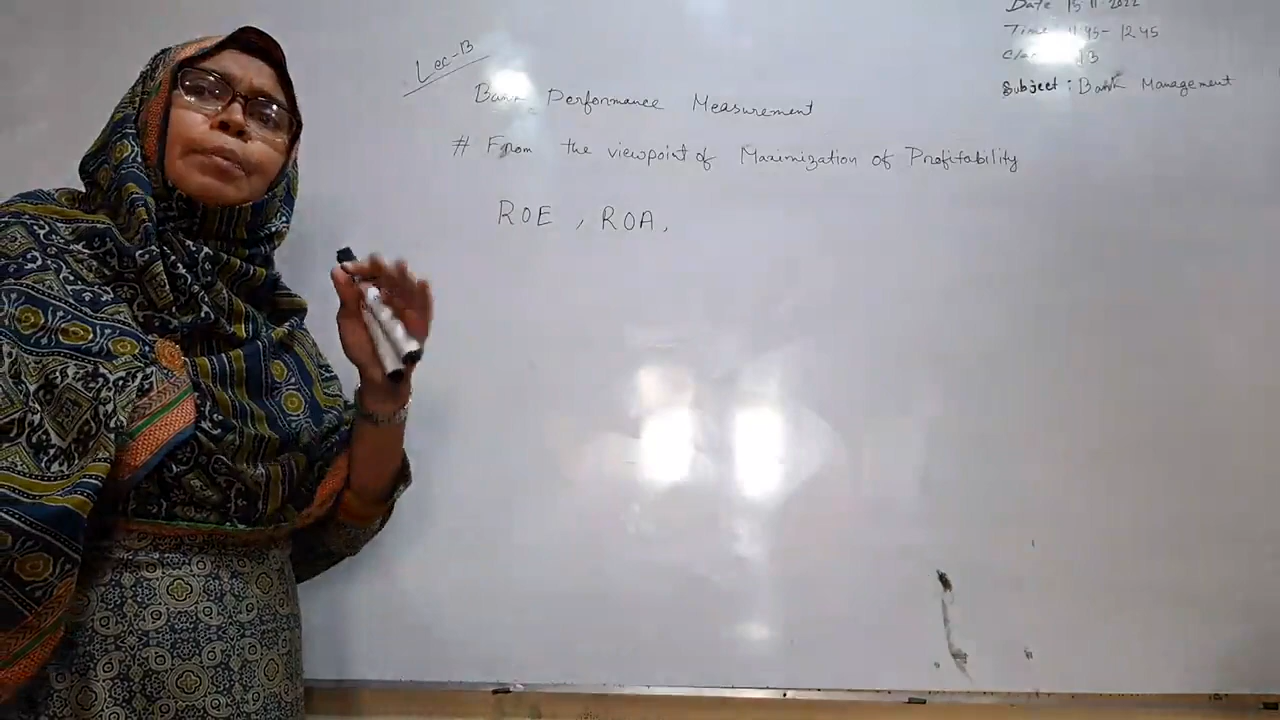 Date 15.11.2022
Time 11.45-12.45
Subject: Bank Management
Lec-13
Bank Performance Measurement
# From the viewpoint of Maximization of Profitability
ROE, ROA,